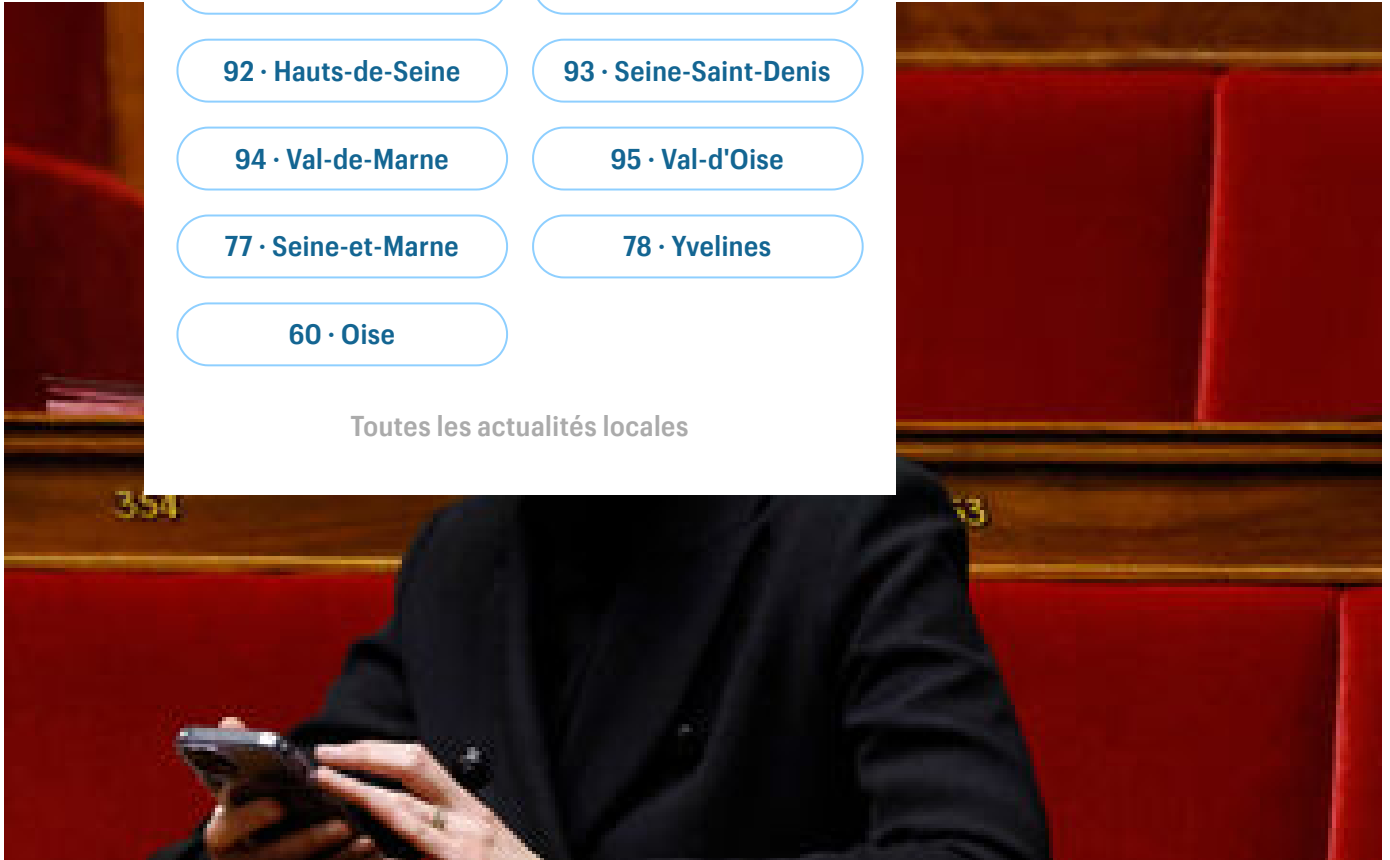 92 · Hauts-de-Seine
93 · Seine-Saint-Denis
94 · Val-de-Marne
95 · Val-d'Oise
77 · Seine-et-Marne
78 · Yvelines
60 · Oise
Toutes les actualités locales
354